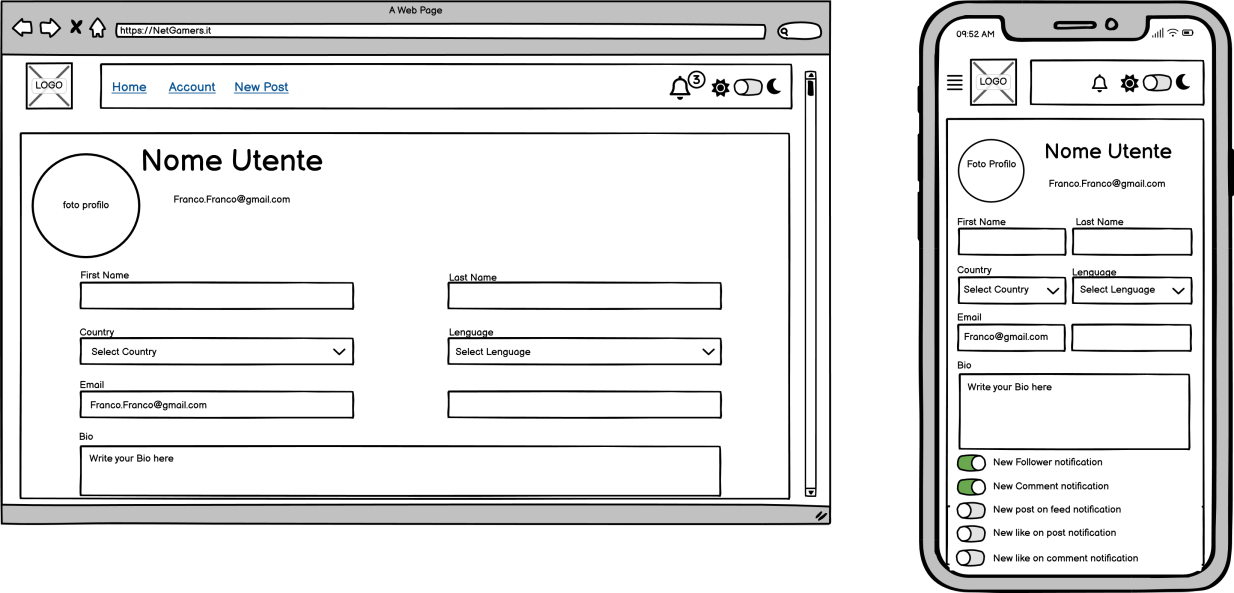 A Web Page
https://NetGamers.it
LOGO
Home Account New Post
3
Nome Utente
foto profilo
Franco.Franco@gmail.com
First Name
Last Name
Country
Lenguage
Select Country
Select Lenguage
Email
Franco.Franco@gmail.com
Bio
Write your Bio here
09:52 AM
LOGO
Foto Profilo
Nome Utente
Franco.Franco@gmail.com
First Name
Last Name
Country
Lenguage
Select Country
Select Lenguage
Email
Franco@gmail.com
Bio
Write your Bio here
New Follower notification
New Comment notification
New post on feed notification
New like on post notification
New like on comment notification